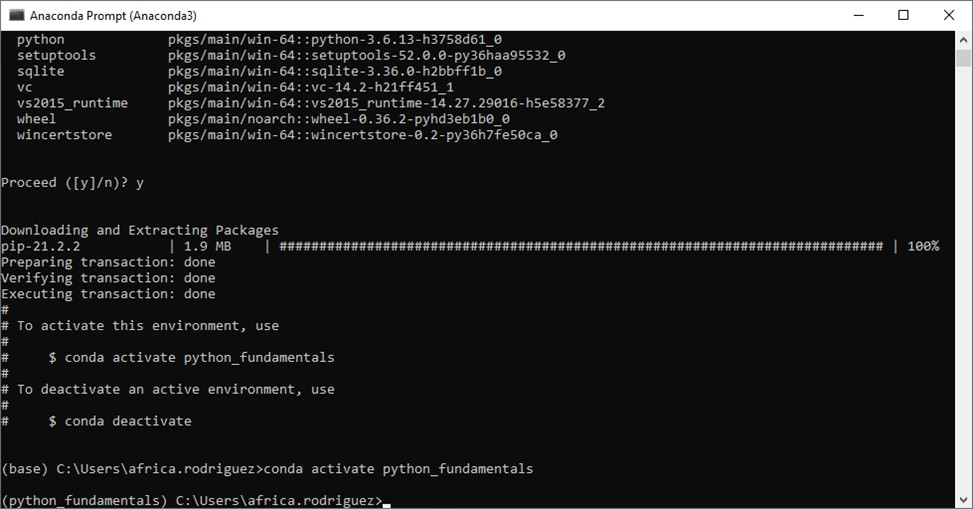 Anaconda Prompt (Anaconda3)
python             pkgs/main/win-64::python-3.6.13-h3758d61_0
setuptools         pkgs/main/win-64::setuptools-52.0.0-py36haa95532_0
sqlite             pkgs/main/win-64::sqlite-3.36.0-h2bbff1b_0
vc                 pkgs/main/win-64::vc-14.2-h21ff451_1
vs2015_runtime     pkgs/main/win-64::vs2015_runtime-14.27.29016-h5e58377_2
wheel              pkgs/main/noarch::wheel-0.36.2-pyhd3eb1b0_0
wincertstore       pkgs/main/win-64::wincertstore-0.2-py36h7fe50ca_0
Proceed ([y]/n)? y
Downloading and Extracting Packages
pip-21.2.2           | 1.9 MB    | ############################################################################ | 100%
Preparing transaction: done
Verifying transaction: done
Executing transaction: done
#
# To activate this environment, use
#
#     $ conda activate python_fundamentals
#
# To deactivate an active environment, use
#
#     $ conda deactivate
(base) C:\Users\africa.rodriguez>conda activate python_fundamentals
(python_fundamentals) C:\Users\africa.rodriguez>